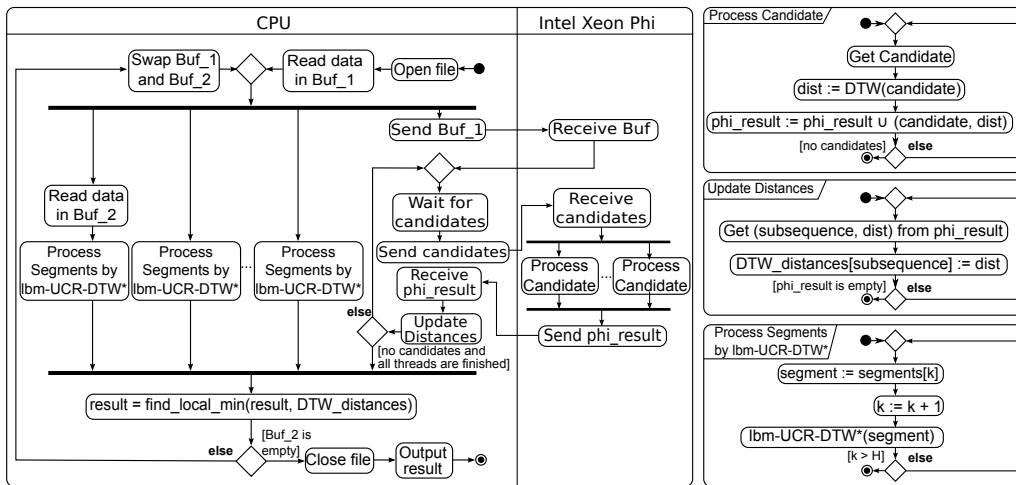 CPU
Intel Xeon Phi
Swap Buf_1
and Buf_2
Read data
in Buf_1
Open file
Send Buf_1
Receive Buf
Read data
in Buf_2
Wait for
candidates
Receive
candidates
Send candidates
Process
Segments by
lbm-UCR-DTW*
Process
Segments by
lbm-UCR-DTW*
...
Process
Segments by
lbm-UCR-DTW*
Process
Candidate
...
Process
Candidate
Receive
phi_result
Update
Distances
Send phi_result
else
[no candidates and
all threads are finished]
result = find_local_min(result, DTW_distances)
else
[Buf_2 is
empty]
Close file
Output
result
Process Candidate
Get Candidate
dist := DTW(candidate)
phi_result := phi_result ∪ (candidate, dist)
[no candidates]
else
Update Distances
Get (subsequence, dist) from phi_result
DTW_distances[subsequence] := dist
[phi_result is empty]
else
Process Segments
by lbm-UCR-DTW*
segment := segments[k]
k := k + 1
lbm-UCR-DTW*(segment)
[k > H]
else